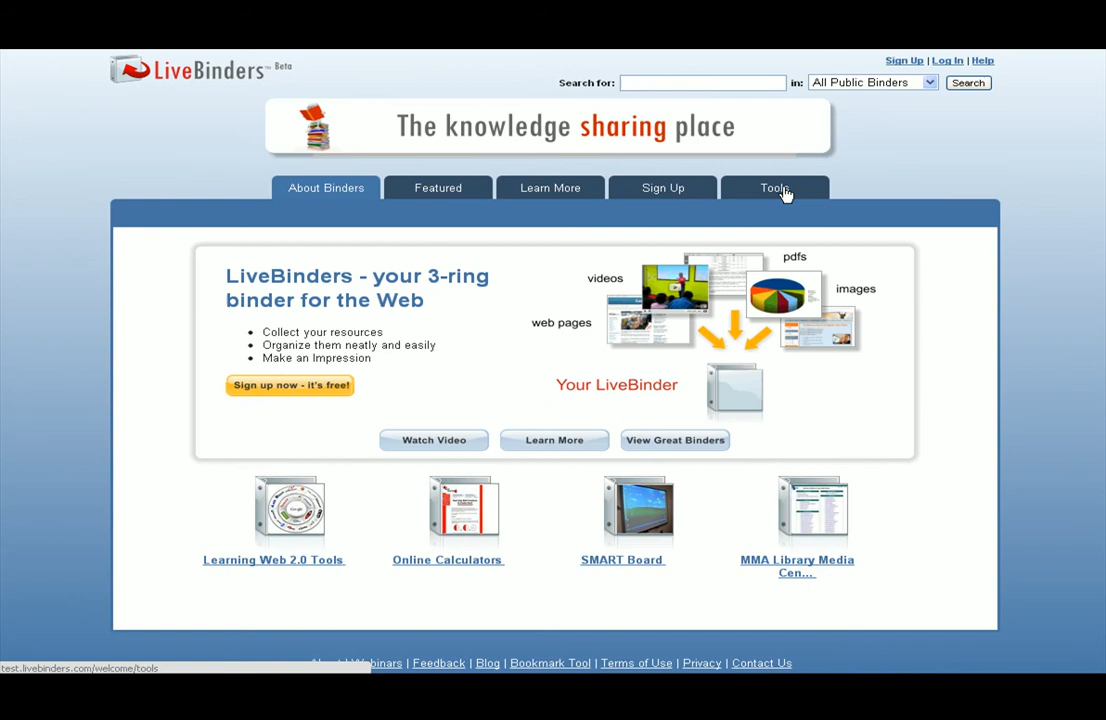 LiveBinders™ Beta
Sign Up | Log In | Help
Search for: in: All Public Binders Search
The knowledge sharing place
About Binders Featured Learn More Sign Up Tools
LiveBinders - your 3-ring
binder for the Web
Collect your resources
Organize them neatly and easily
Make an Impression
Sign up now - it's free!
videos
pdfs
images
web pages
Your LiveBinder
Watch Video Learn More View Great Binders
Learning Web 2.0 Tools
Online Calculators
SMART Board
MMA Library Media
Cen...
| Feedback | Blog | Bookmark Tool | Terms of Use | Privacy | Contact Us
test.livebinders.com/welcome/tools